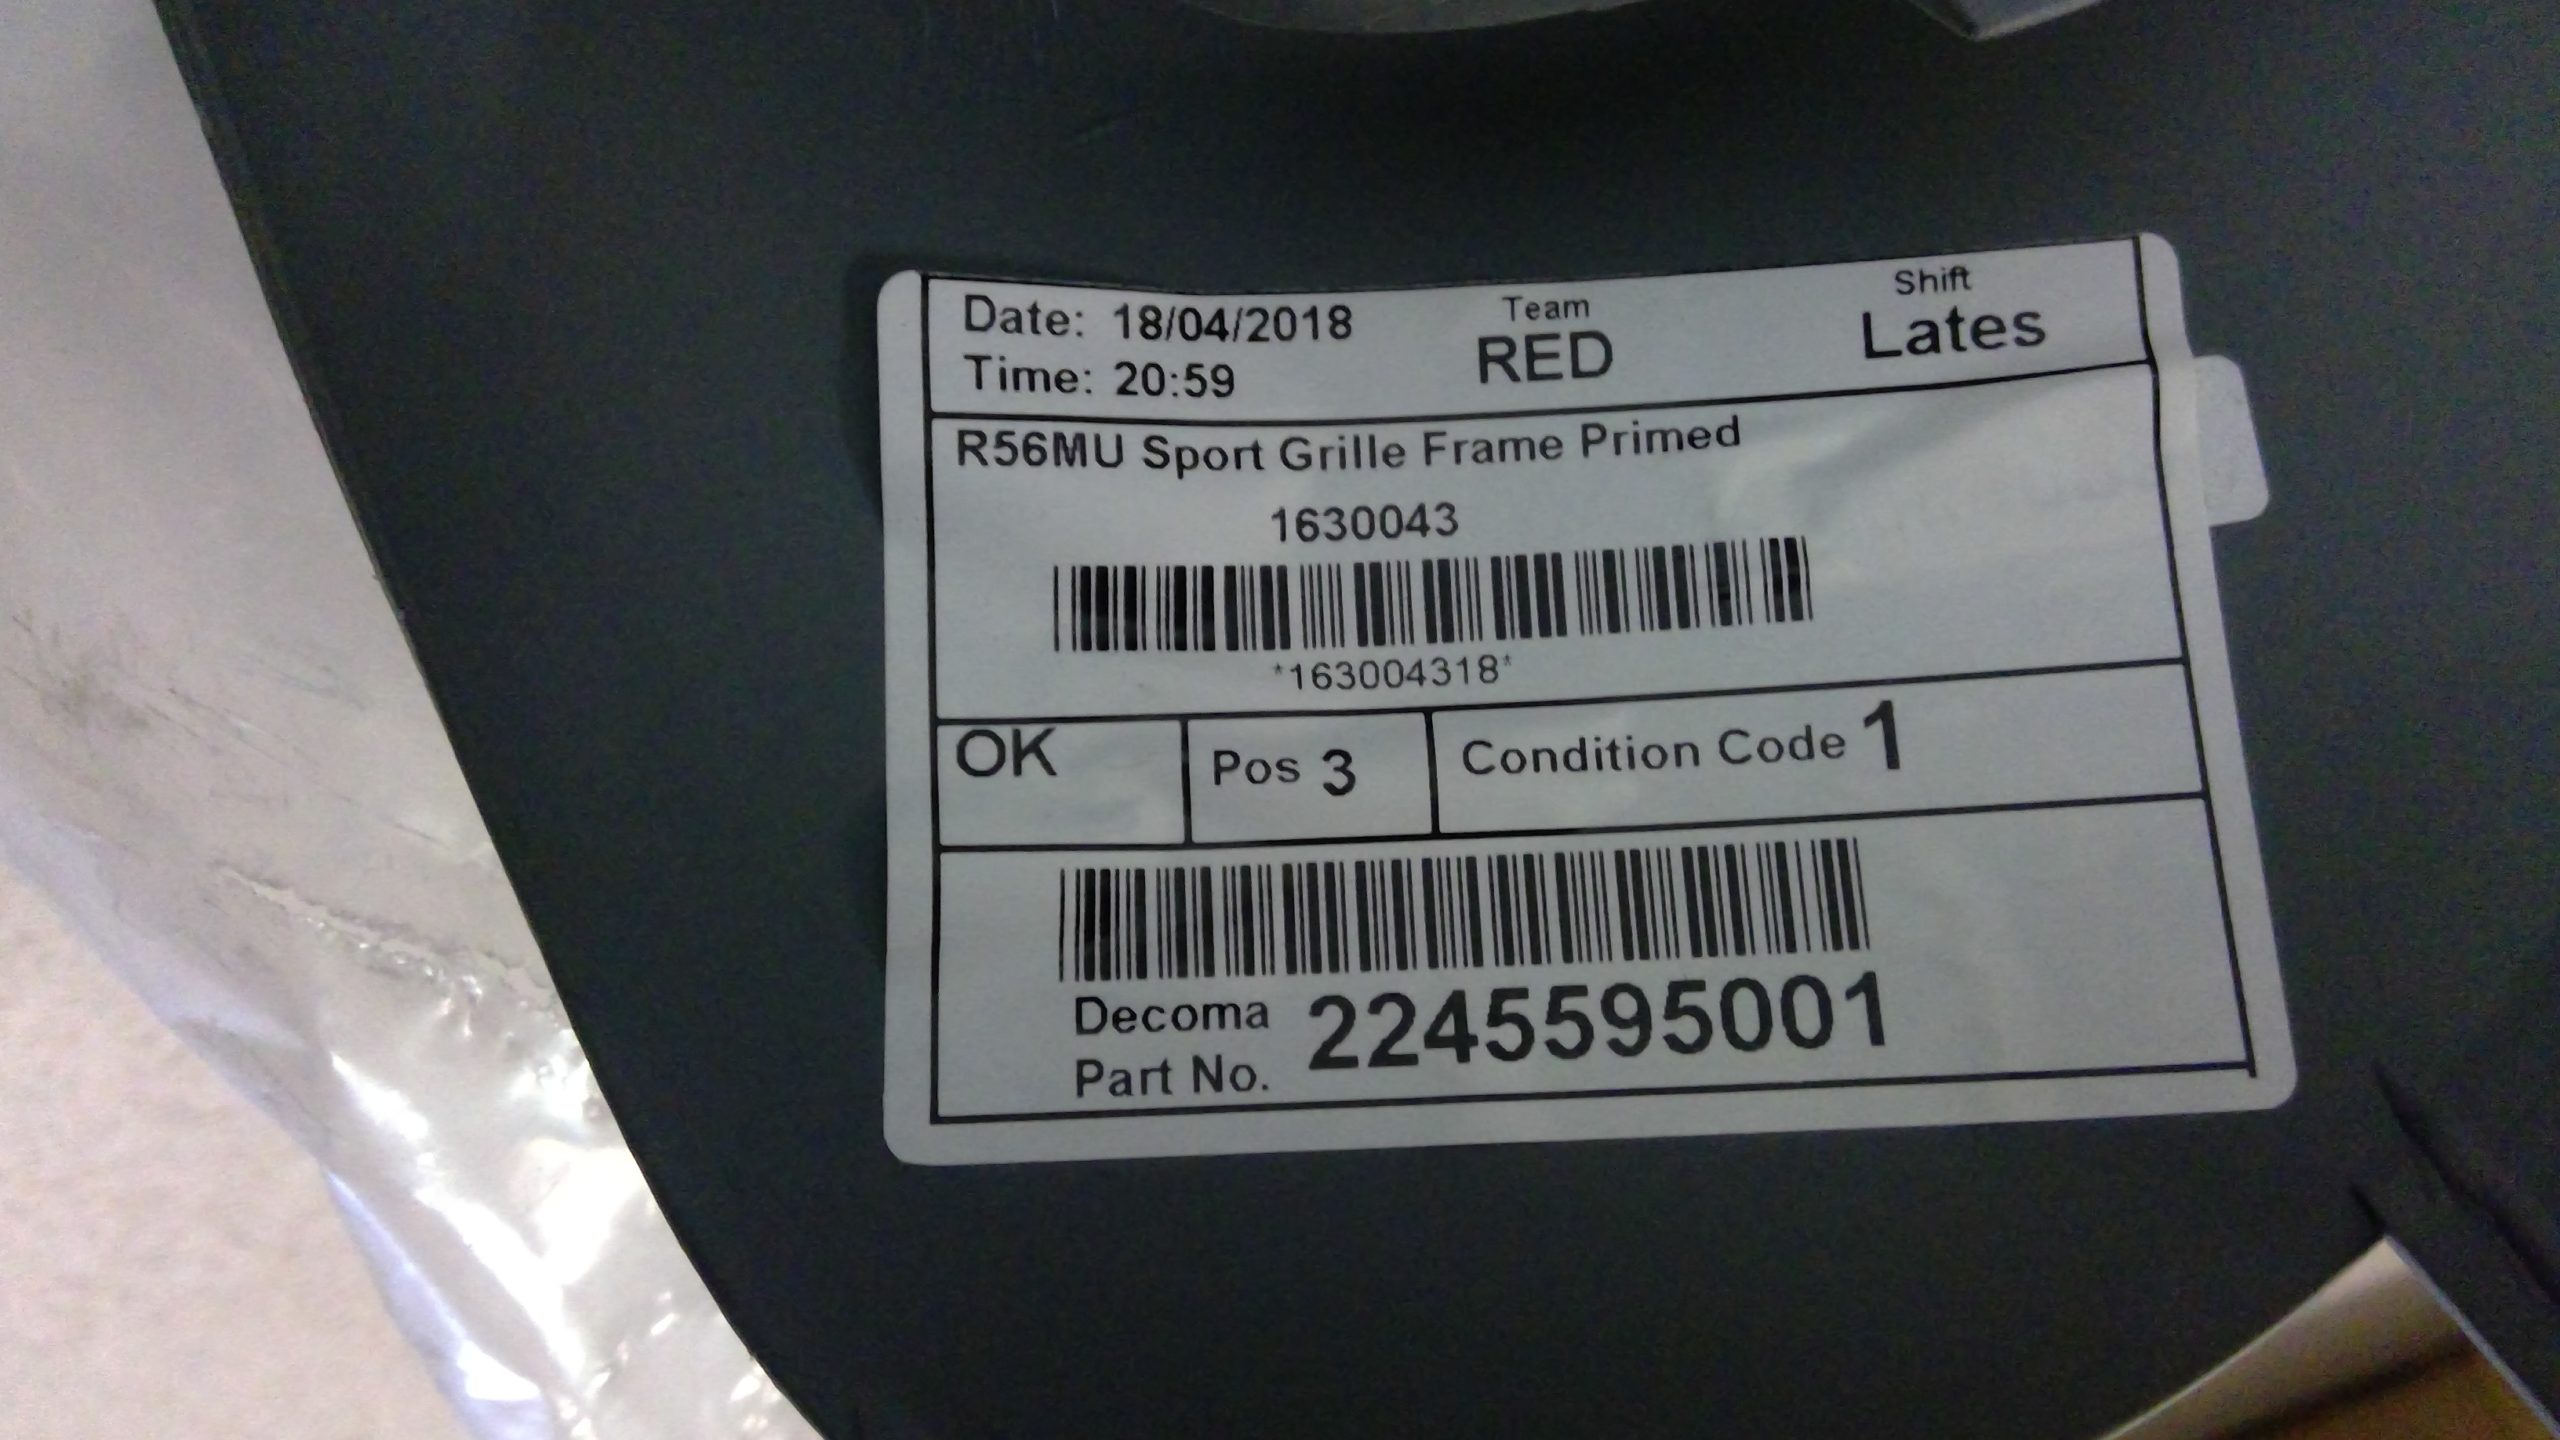 Date: 18/04/2018
Time: 20:59
Team
RED
Shift
Lates
R56MU Sport Grille Frame Primed
1630043
*163004318*
OK
Pos 3
Condition Code 1
Decoma
Part No.
2245595001